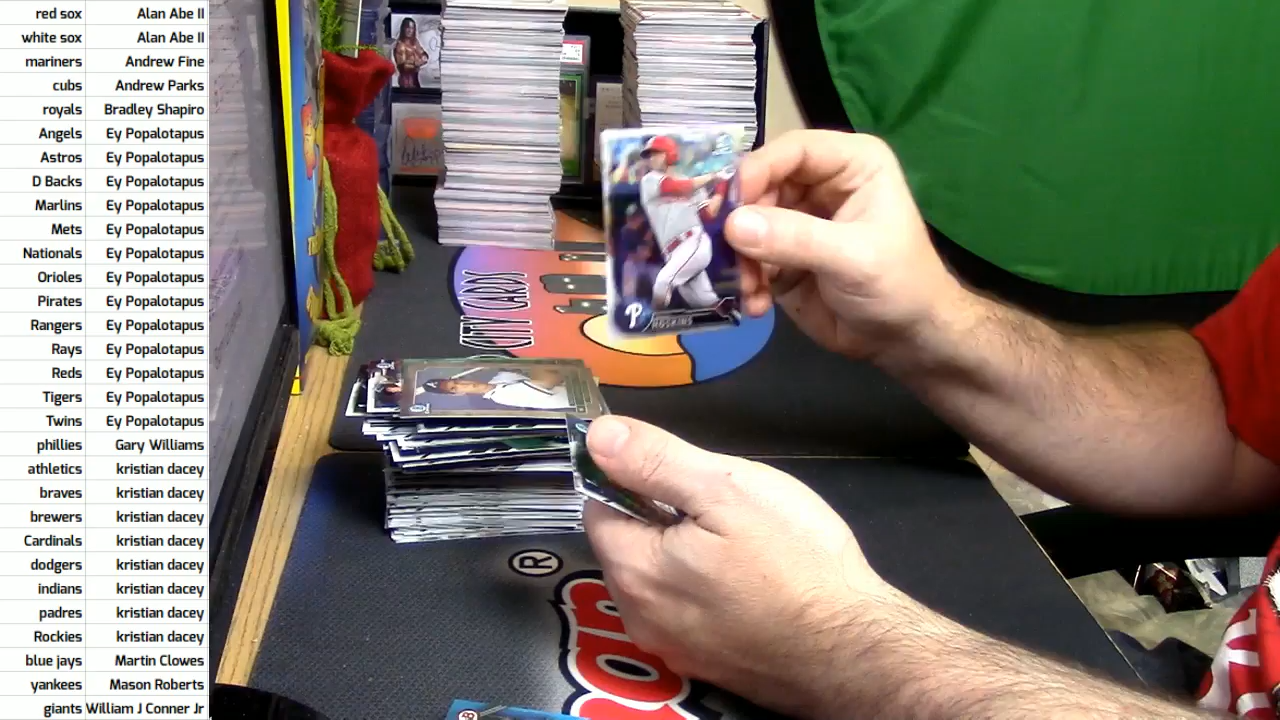 red sox Alan Abe II
white sox Alan Abe II
mariners Andrew Fine
cubs Andrew Parks
royals Bradley Shapiro
Angels Ey Popalotapus
Astros Ey Popalotapus
D Backs Ey Popalotapus
Marlins Ey Popalotapus
Mets Ey Popalotapus
Nationals Ey Popalotapus
Orioles Ey Popalotapus
Pirates Ey Popalotapus
Rangers Ey Popalotapus
Rays Ey Popalotapus
Reds Ey Popalotapus
Tigers Ey Popalotapus
Twins Ey Popalotapus
phillies Gary Williams
athletics kristian dacey
braves kristian dacey
brewers kristian dacey
Cardinals kristian dacey
dodgers kristian dacey
indians kristian dacey
padres kristian dacey
Rockies kristian dacey
blue jays Martin Clowes
yankees Mason Roberts
giants William J Conner Jr
CITY CARDS
P
HOSKINS
®